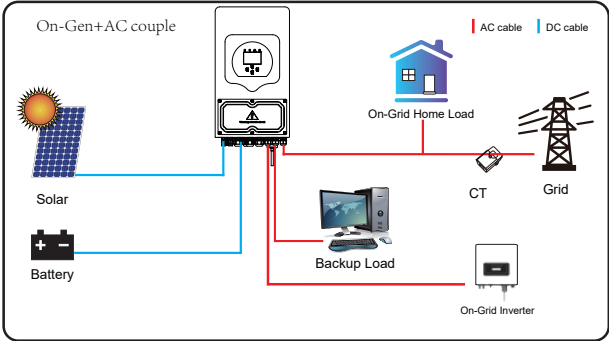 On-Gen+AC couple
AC cable
DC cable
On-Grid Home Load
Solar
CT
Grid
Backup Load
Battery
On-Grid Inverter